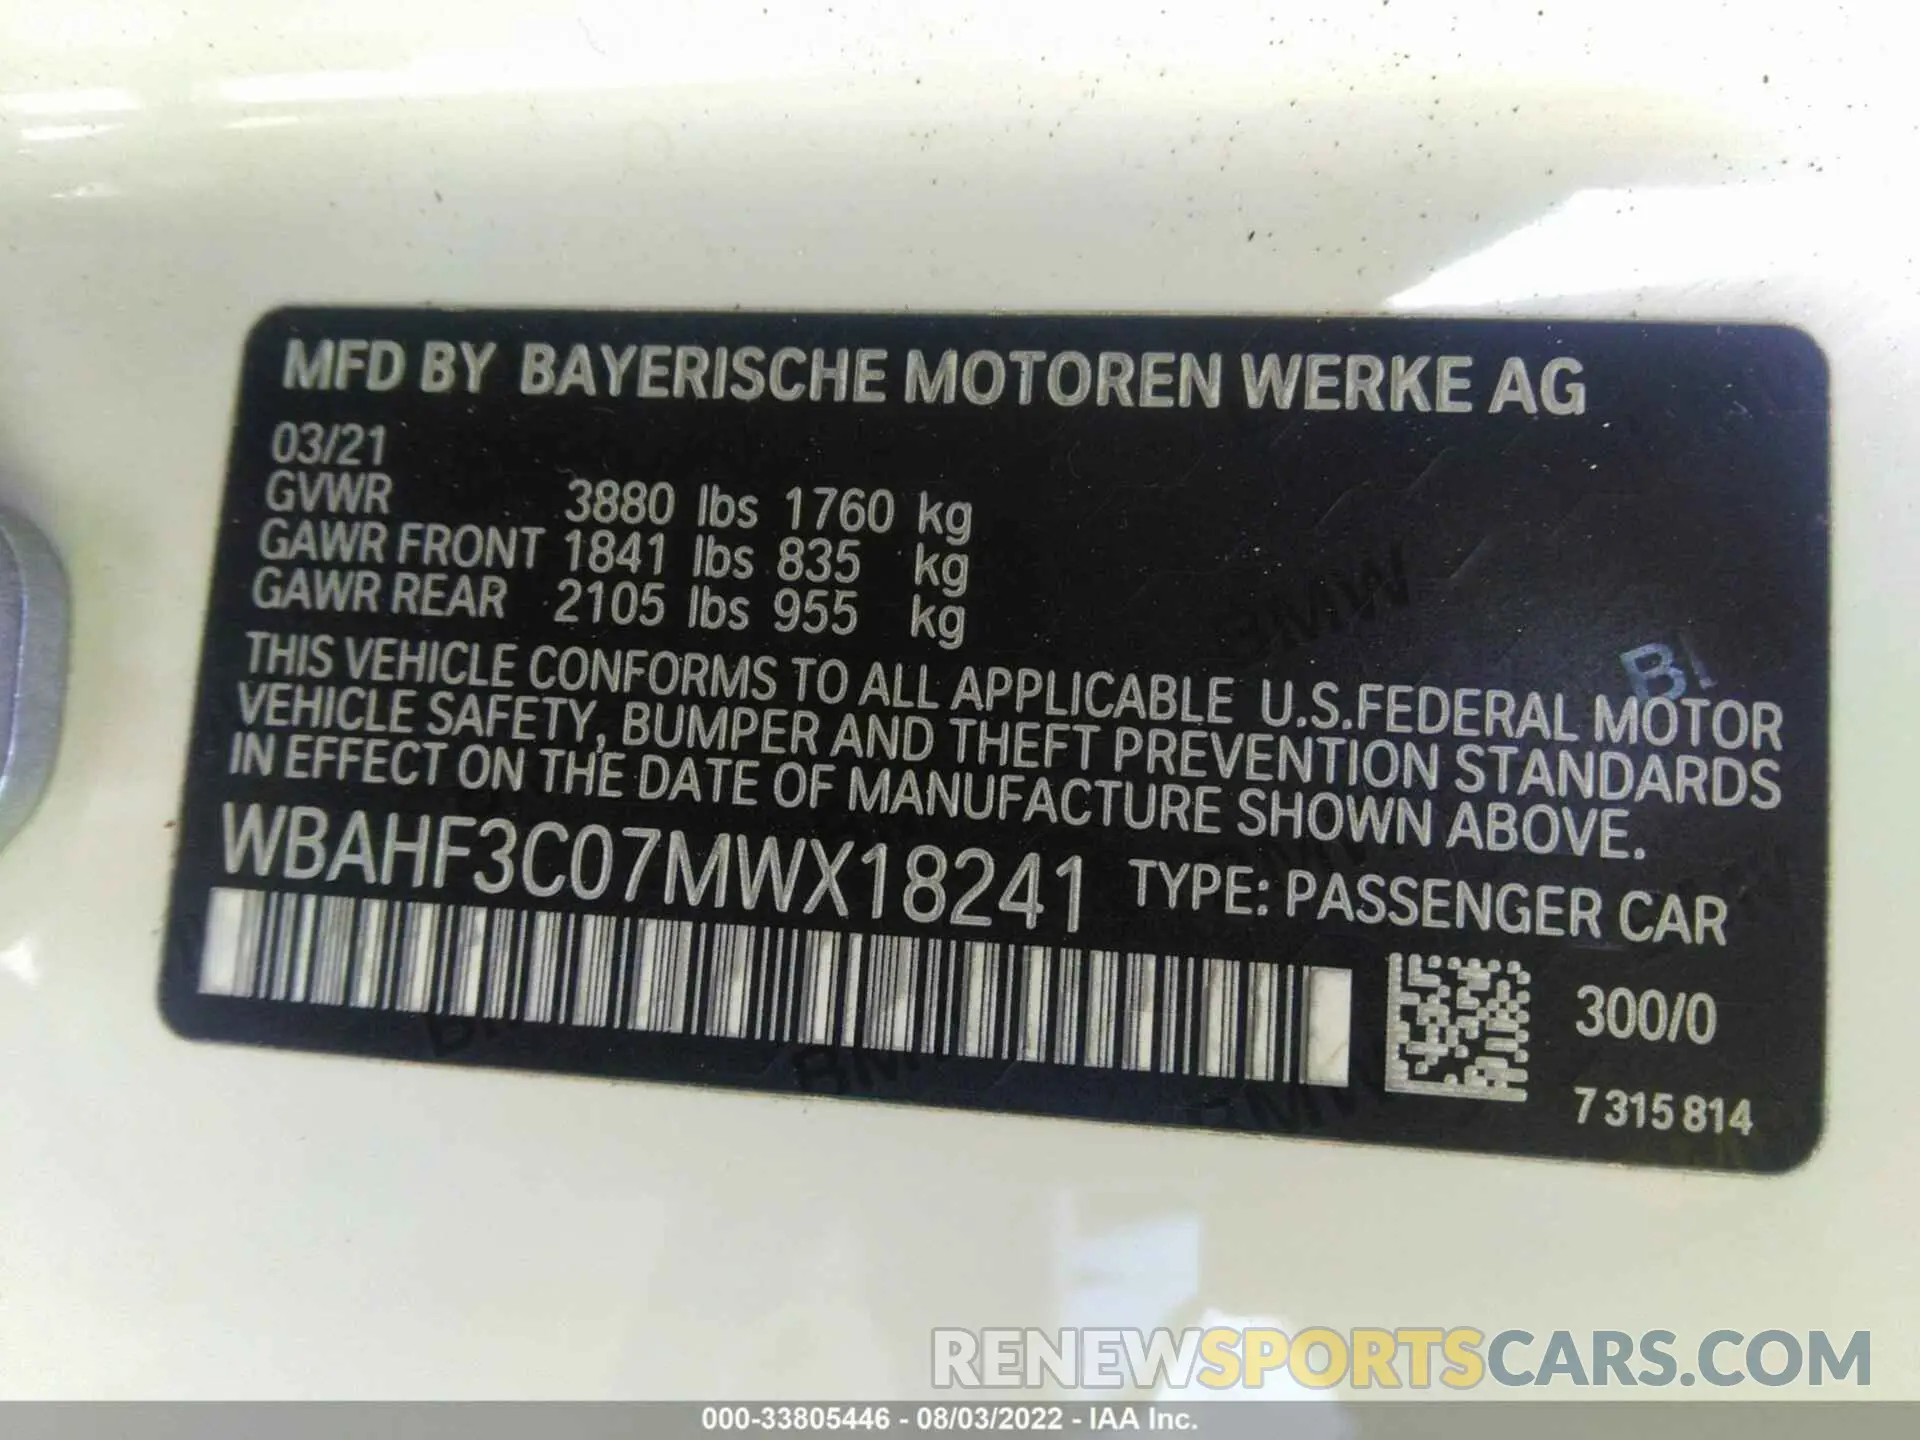 MFD BY BAYERISCHE MOTOREN WERKE AG
03/21
GVWR 3880 lbs 1760 kg
GAWR FRONT 1841 lbs 835 kg
GAWR REAR 2105 lbs 955 kg
THIS VEHICLE CONFORMS TO ALL APPLICABLE U.S.FEDERAL MOTOR
VEHICLE SAFETY, BUMPER AND THEFT PREVENTION STANDARDS
IN EFFECT ON THE DATE OF MANUFACTURE SHOWN ABOVE.
WBAHF3C07MWX18241 TYPE: PASSENGER CAR
300/0
7 315 814
RENEWSPORTSCARS.COM
000-33805446 - 08/03/2022 - IAA Inc.